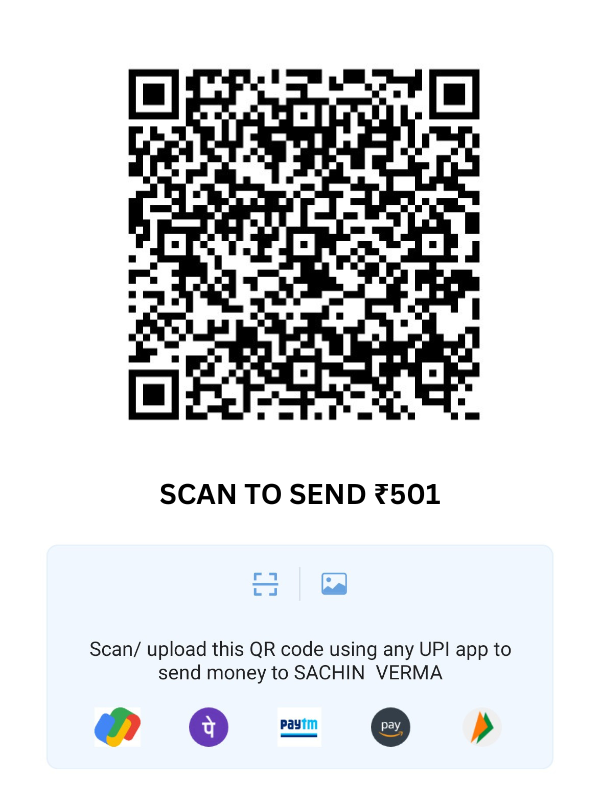 SCAN TO SEND ₹501
Scan/ upload this QR code using any UPI app to
send money to SACHIN  VERMA
पे
paytm
pay